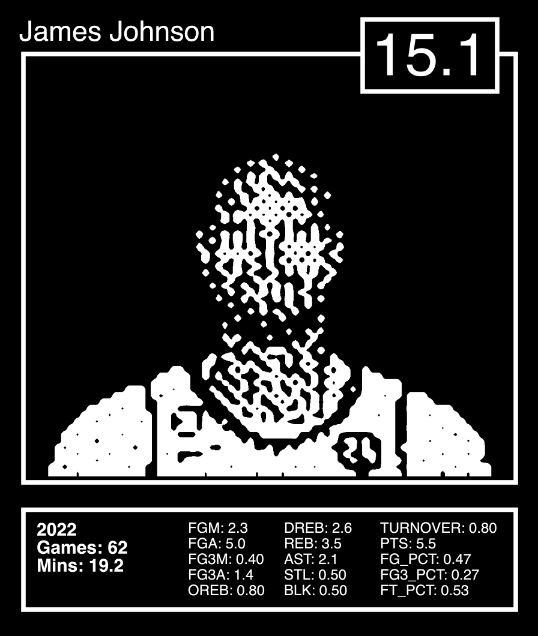 James Johnson
15.1
2022
Games: 62
Mins: 19.2
FGM: 2.3
FGA: 5.0
FG3M: 0.40
FG3A: 1.4
OREB: 0.80
DREB: 2.6
REB: 3.5
AST: 2.1
STL: 0.50
BLK: 0.50
TURNOVER: 0.80
PTS: 5.5
FG_PCT: 0.47
FG3_PCT: 0.27
FT_PCT: 0.53